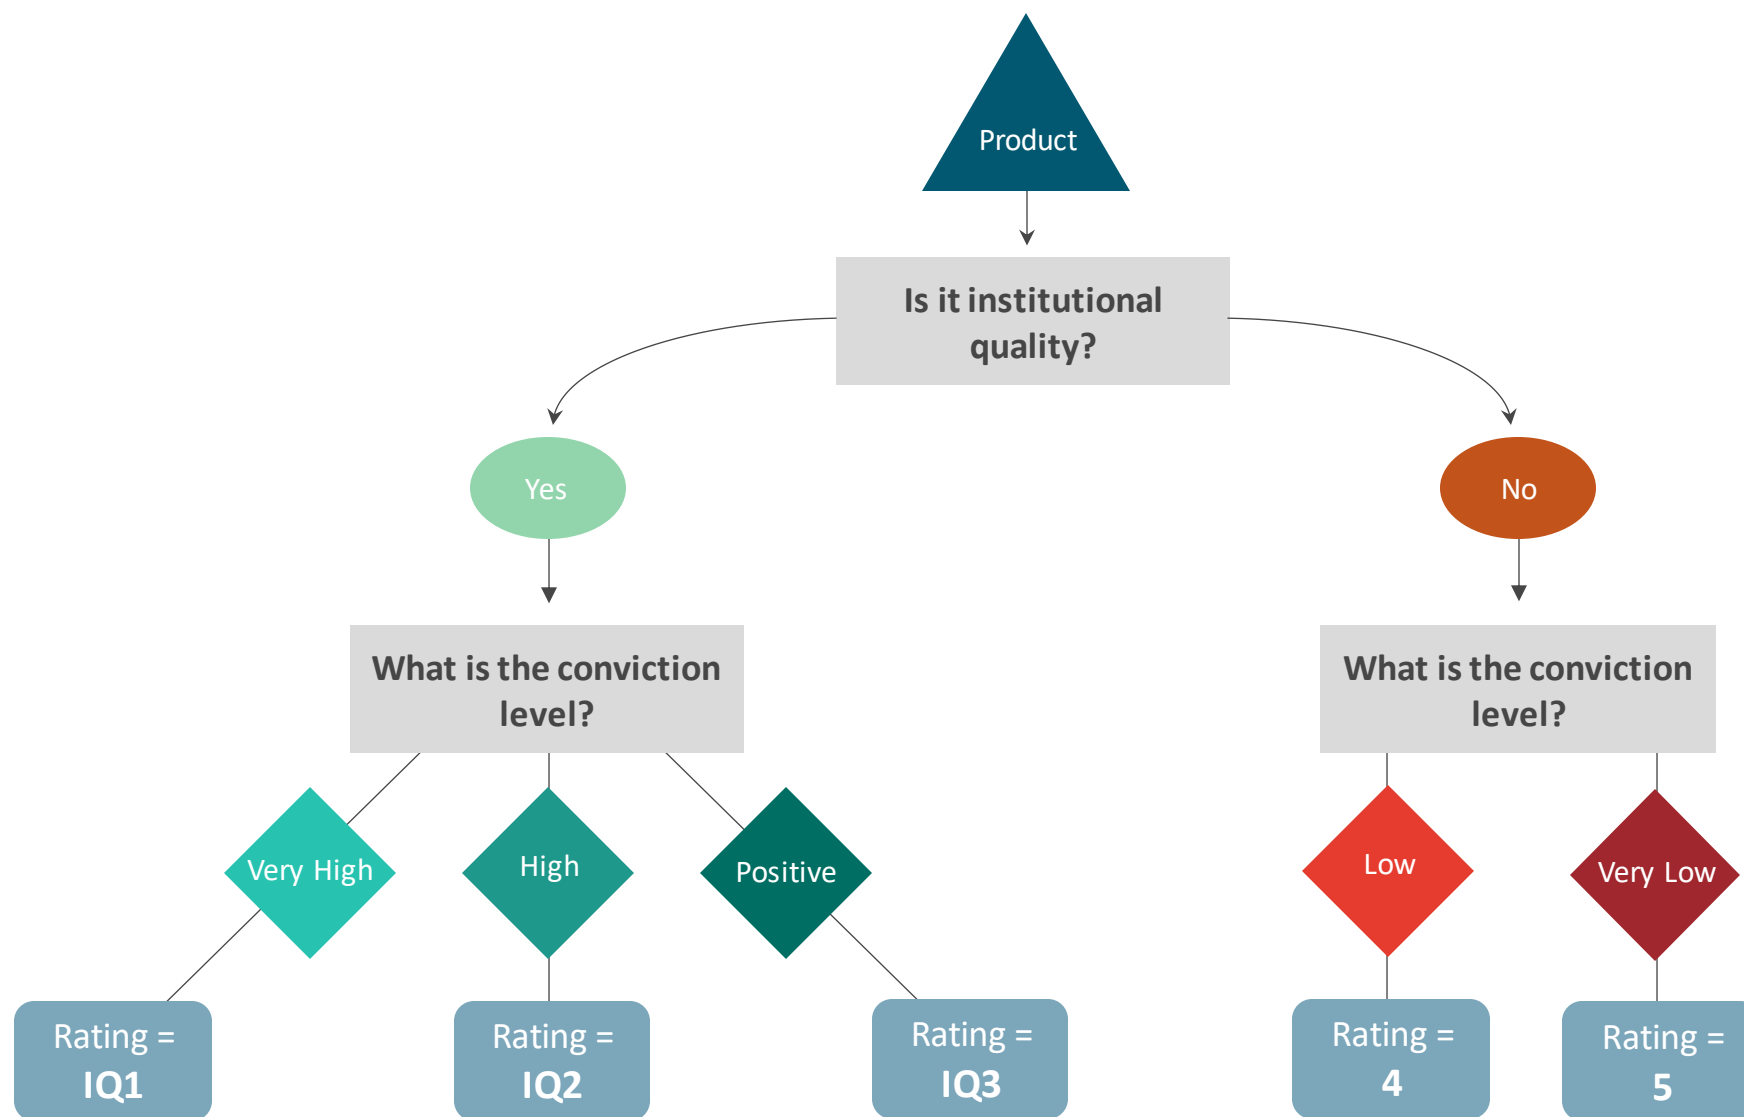 Product
Is it institutional
quality?
Yes
No
What is the conviction
level?
What is the conviction
level?
Very High
High
Positive
Low
Very Low
Rating =
IQ1
Rating =
IQ2
Rating =
IQ3
Rating =
4
Rating =
5